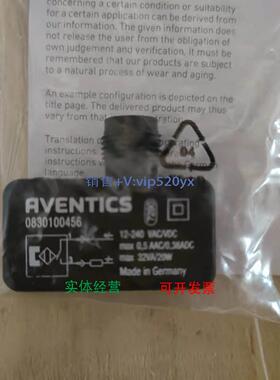 condition or suitability
for a certain application can be derived from
our information. The given information does
not release the user from the obligation of
own judgement and verification. It must be
remembered that our products are subject
to a natural process of wear and aging.
An example configuration is depicted on the
title page. The delivered product may thus
vary from that
Translation of
instructions.
instructions
language.
04
销售+V:vip520yx
AVENTICS
0830100456
12-240 VAC/VDC
max 0,5 AAC/0,36ADC
max 32VA/20W
Made in Germany
实体经营 可开发票